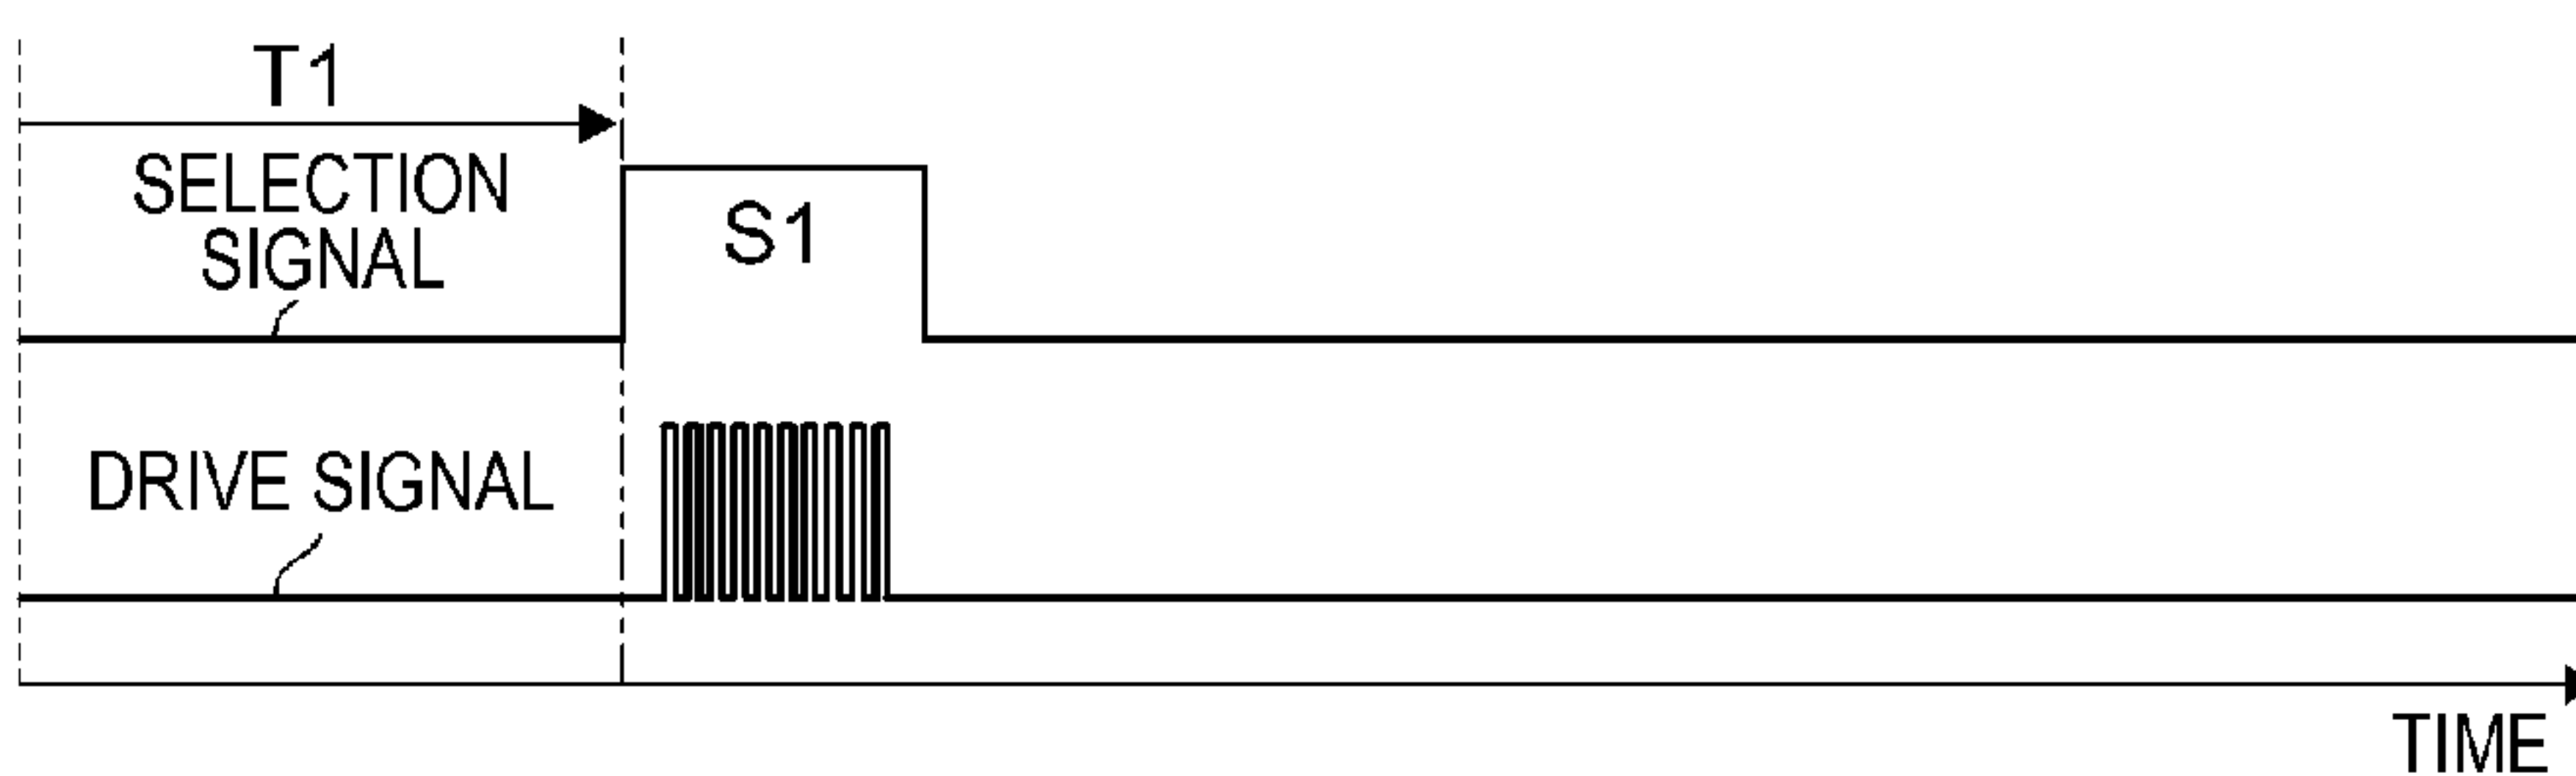 T1
SELECTION
SIGNAL
S1
DRIVE SIGNAL
TIME